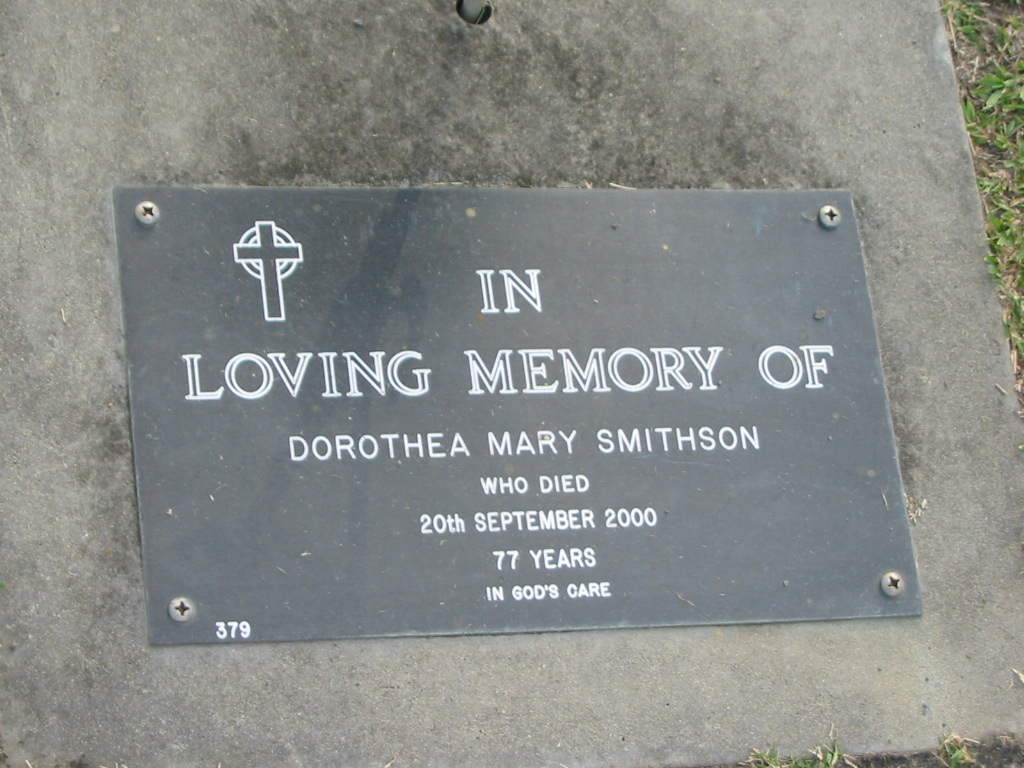 IN
LOVING MEMORY OF
DOROTHEA MARY SMITHSON
WHO DIED
20th SEPTEMBER 2000
77 YEARS
IN GOD'S CARE
379